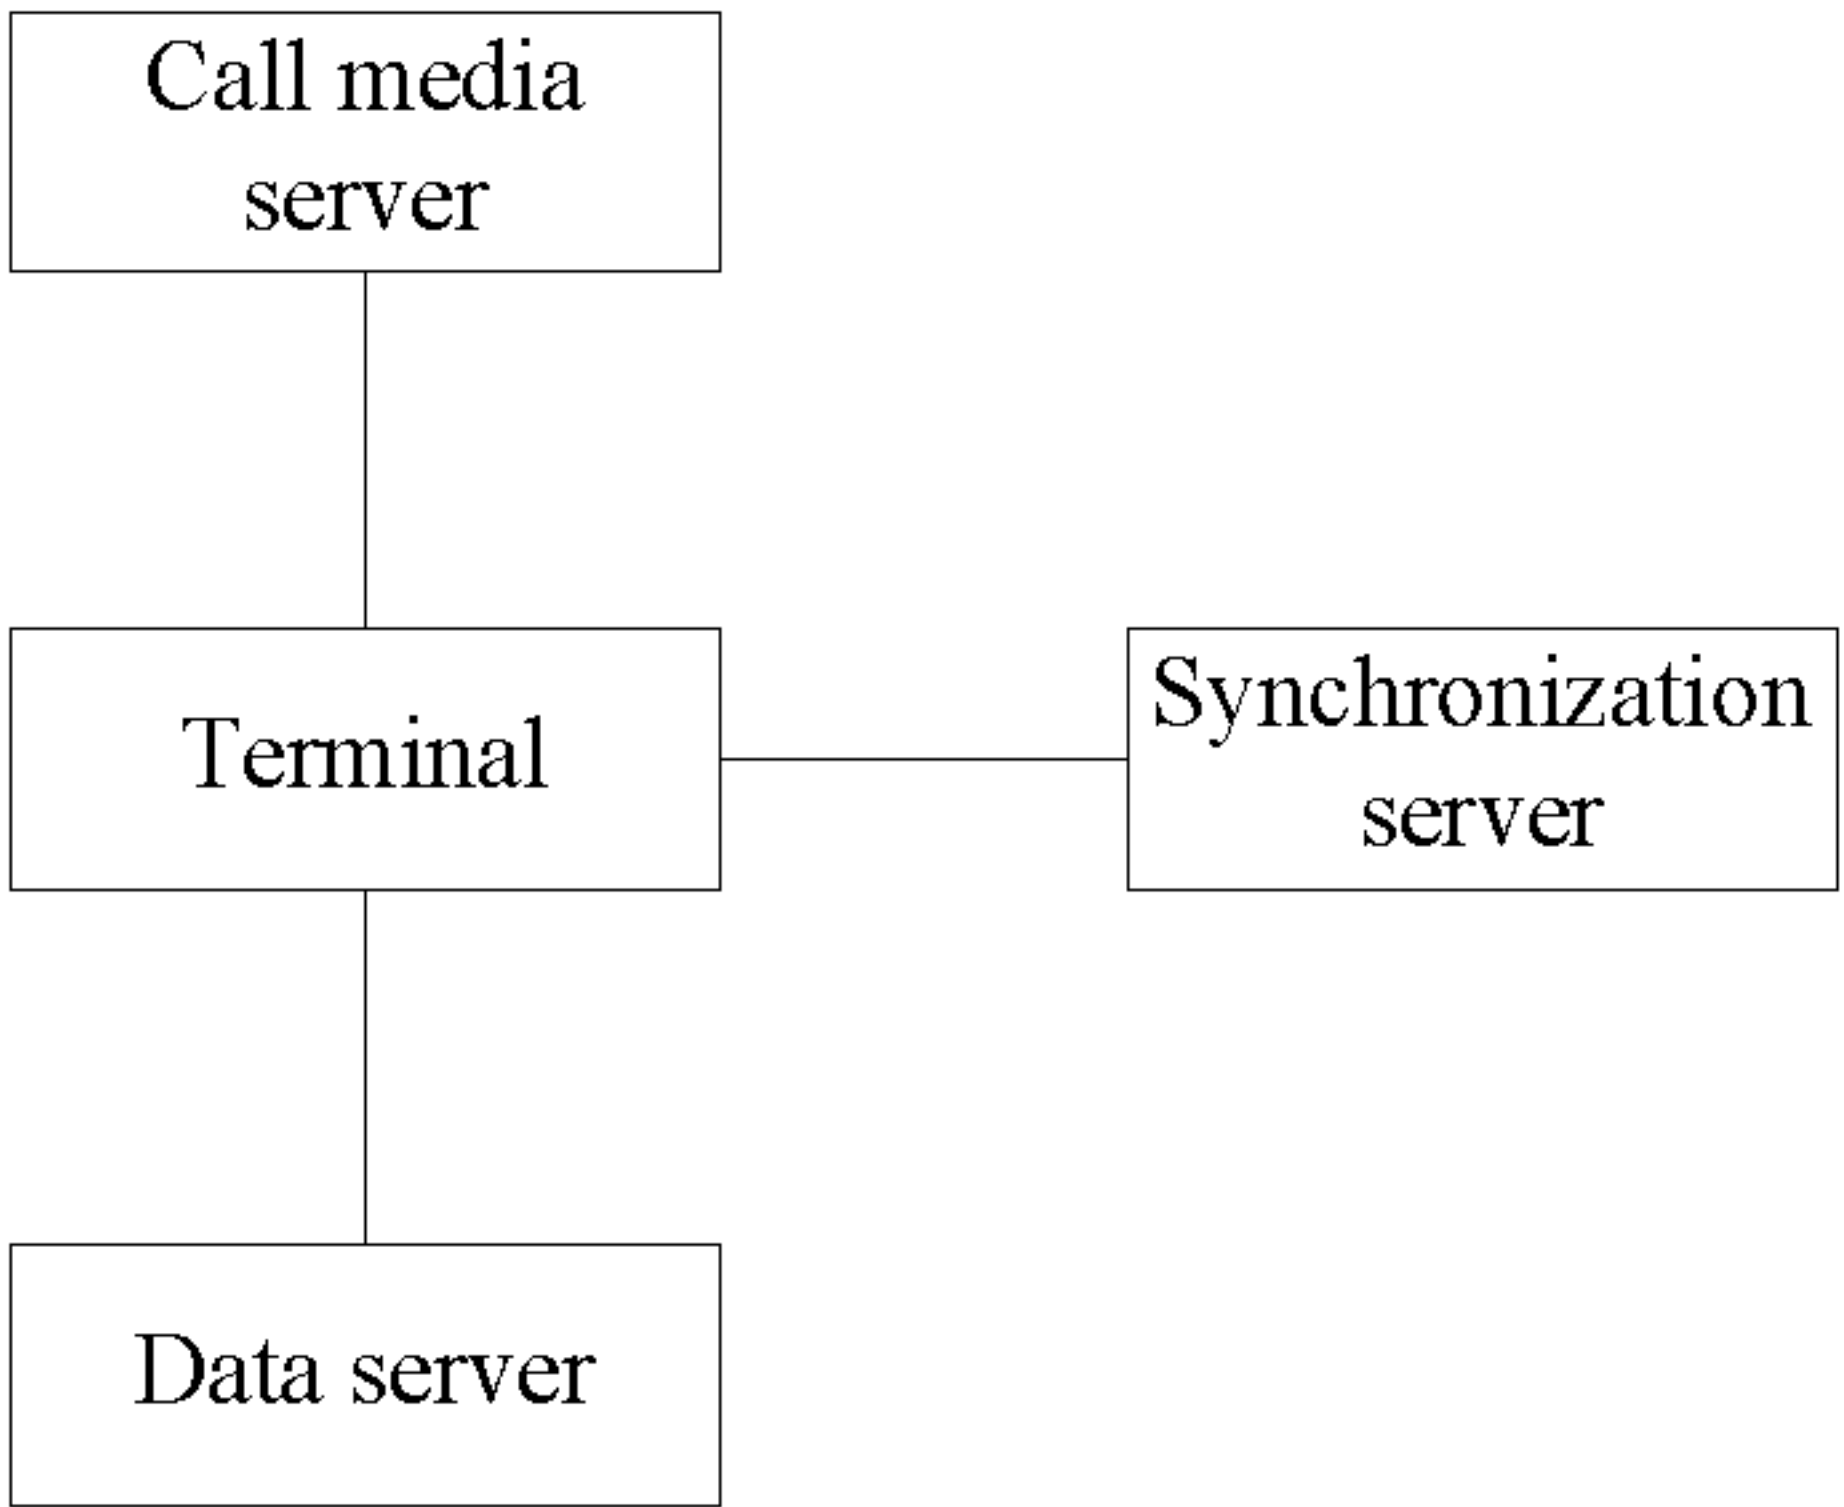 Call media
server
Terminal
Synchronization
server
Data server